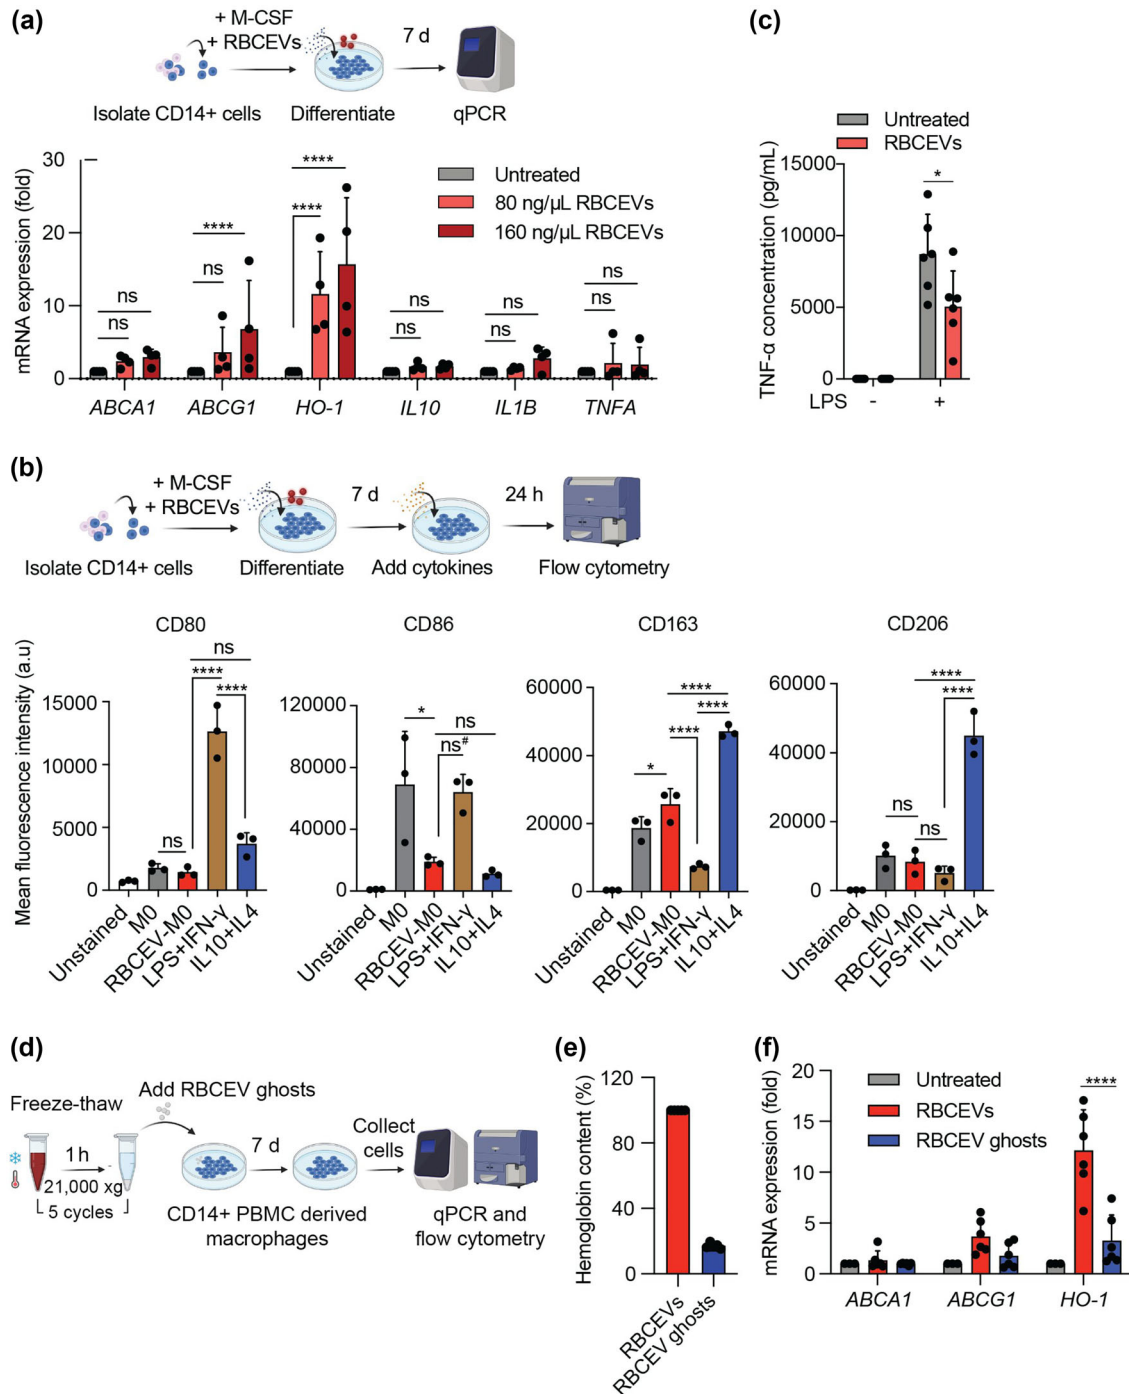 (a)
+ M-CSF
+ RBCEVs
7 d
Isolate CD14+ cells
Differentiate
qPCR
mRNA expression (fold)
30
20
10
0
Untreated
80 ng/µL RBCEVs
160 ng/µL RBCEVs
ns
ns
ns
****
****
****
ns
ns
ns
ns
ns
ns
ABCA1
ABCG1
HO-1
IL10
IL1B
TNFA
(c)
Untreated
RBCEVs
TNF-α concentration (pg/mL)
15000
10000
5000
0
*
LPS
-
+
(b)
+ M-CSF
+ RBCEVs
7 d
24 h
Isolate CD14+ cells
Differentiate
Add cytokines
Flow cytometry
Mean fluorescence intensity (a.u)
CD80
15000
10000
5000
0
ns
****
****
ns
Unstained
M0
RBCEV-M0
LPS+IFN-γ
IL10+IL4
CD86
120000
80000
40000
0
*
ns
ns#
Unstained
M0
RBCEV-M0
LPS+IFN-γ
IL10+IL4
CD163
60000
40000
20000
0
****
****
****
*
Unstained
M0
RBCEV-M0
LPS+IFN-γ
IL10+IL4
CD206
60000
40000
20000
0
****
****
ns
ns
Unstained
M0
RBCEV-M0
LPS+IFN-γ
IL10+IL4
(d)
Add RBCEV ghosts
Freeze-thaw
1 h
21,000 xg
5 cycles
7 d
Collect
cells
CD14+ PBMC derived
macrophages
qPCR and
flow cytometry
(e)
Hemoglobin content (%)
120
80
40
0
RBCEVs
RBCEV ghosts
(f)
mRNA expression (fold)
20
15
10
5
0
Untreated
RBCEVs
RBCEV ghosts
****
ABCA1
ABCG1
HO-1